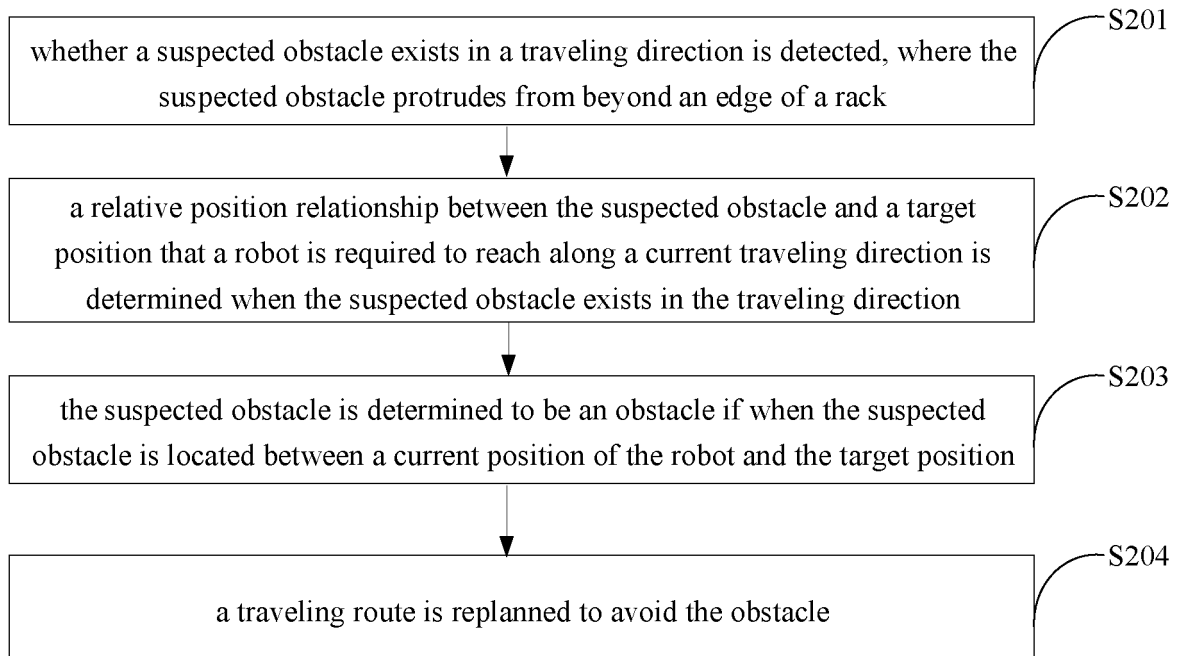 S201
whether a suspected obstacle exists in a traveling direction is detected, where the
suspected obstacle protrudes from beyond an edge of a rack
S202
a relative position relationship between the suspected obstacle and a target
position that a robot is required to reach along a current traveling direction is
determined when the suspected obstacle exists in the traveling direction
S203
the suspected obstacle is determined to be an obstacle if when the suspected
obstacle is located between a current position of the robot and the target position
S204
a traveling route is replanned to avoid the obstacle